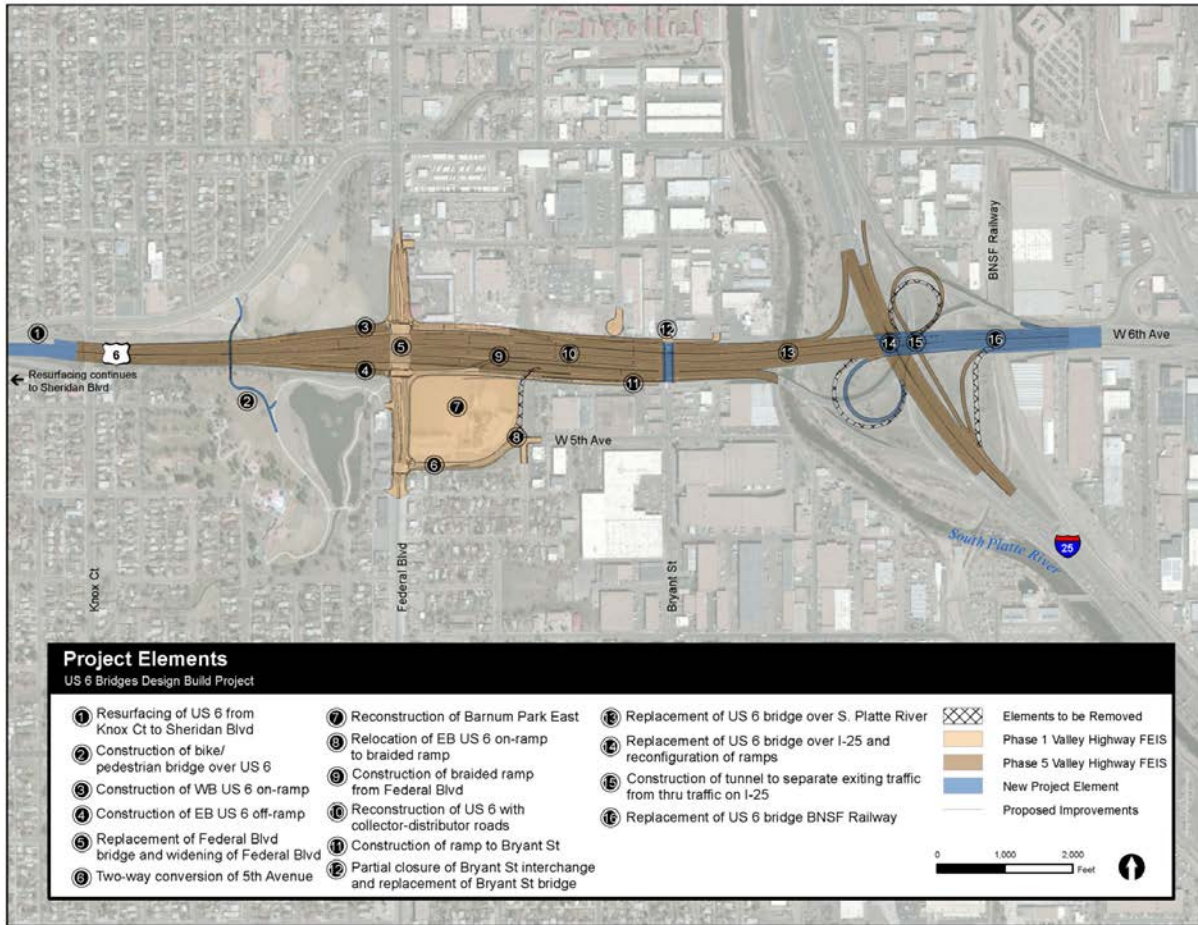 BNSF Railway
1
6
Resurfacing continues
to Sheridan Blvd
2
3
4
5
6
7
8
9
10
11
12
13
14
15
16
W 6th Ave
W 5th Ave
South Platte River
25
Knox Ct
Federal Blvd
Bryant St
Project Elements
US 6 Bridges Design Build Project
1 Resurfacing of US 6 from
Knox Ct to Sheridan Blvd
2 Construction of bike/
pedestrian bridge over US 6
3 Construction of WB US 6 on-ramp
4 Construction of EB US 6 off-ramp
5 Replacement of Federal Blvd
bridge and widening of Federal Blvd
6 Two-way conversion of 5th Avenue
7 Reconstruction of Barnum Park East
8 Relocation of EB US 6 on-ramp
to braided ramp
9 Construction of braided ramp
from Federal Blvd
10 Reconstruction of US 6 with
collector-distributor roads
11 Construction of ramp to Bryant St
12 Partial closure of Bryant St interchange
and replacement of Bryant St bridge
13 Replacement of US 6 bridge over S. Platte River
14 Replacement of US 6 bridge over I-25 and
reconfiguration of ramps
15 Construction of tunnel to separate exiting traffic
from thru traffic on I-25
16 Replacement of US 6 bridge BNSF Railway
Elements to be Removed
Phase 1 Valley Highway FEIS
Phase 5 Valley Highway FEIS
New Project Element
Proposed Improvements
0 1,000 2,000
Feet